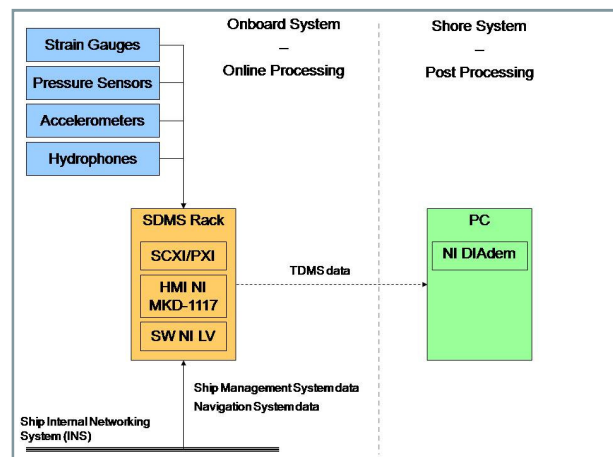 Onboard System
–
Online Processing
Shore System
–
Post Processing
Strain Gauges
Pressure Sensors
Accelerometers
Hydrophones
SDMS Rack
SCXI/PXI
HMI NI
MKD-1117
SW NI LV
TDMS data
PC
NI DIAdem
Ship Management System data
Navigation System data
Ship Internal Networking
System (INS)